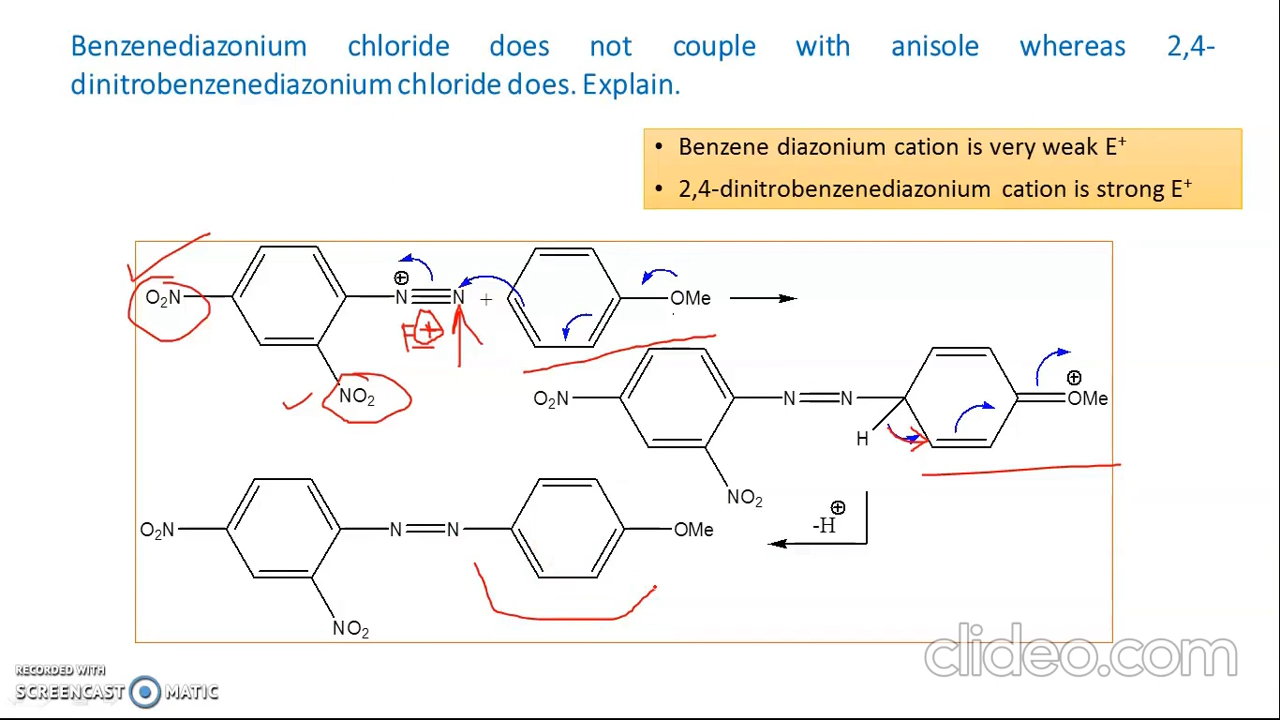 Benzenediazonium chloride does not couple with anisole whereas 2,4-
dinitrobenzenediazonium chloride does. Explain.
• Benzene diazonium cation is very weak E⁺
• 2,4-dinitrobenzenediazonium cation is strong E⁺
O₂N
⊕
N≡N
+
OMe
E+
NO₂
O₂N
N=N
⊕
OMe
H
NO₂
-H⊕
O₂N
N=N
OMe
NO₂
clideo.com
RECORDED WITH
SCREENCAST MATIC